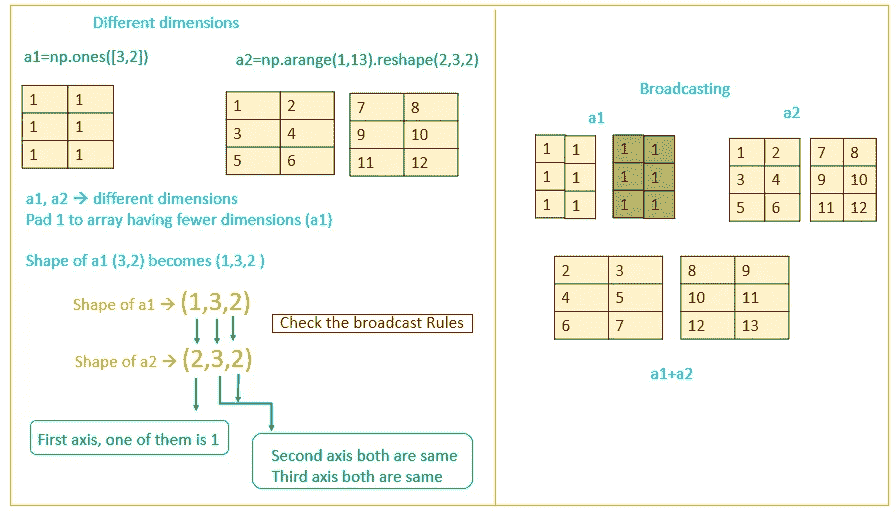 Different dimensions
a1=np.ones([3,2])
a2=np.arange(1,13).reshape(2,3,2)
1 1
1 1
1 1
1 2
3 4
5 6
7 8
9 10
11 12
a1, a2 → different dimensions
Pad 1 to array having fewer dimensions (a1)
Shape of a1 (3,2) becomes (1,3,2 )
Shape of a1 → (1,3,2)
Check the broadcast Rules
Shape of a2 → (2,3,2)
First axis, one of them is 1
Second axis both are same
Third axis both are same
Broadcasting
a1
a2
1 1
1 1
1 1
1 1
1 1
1 1
1 2
3 4
5 6
7 8
9 10
11 12
2 3
4 5
6 7
8 9
10 11
12 13
a1+a2